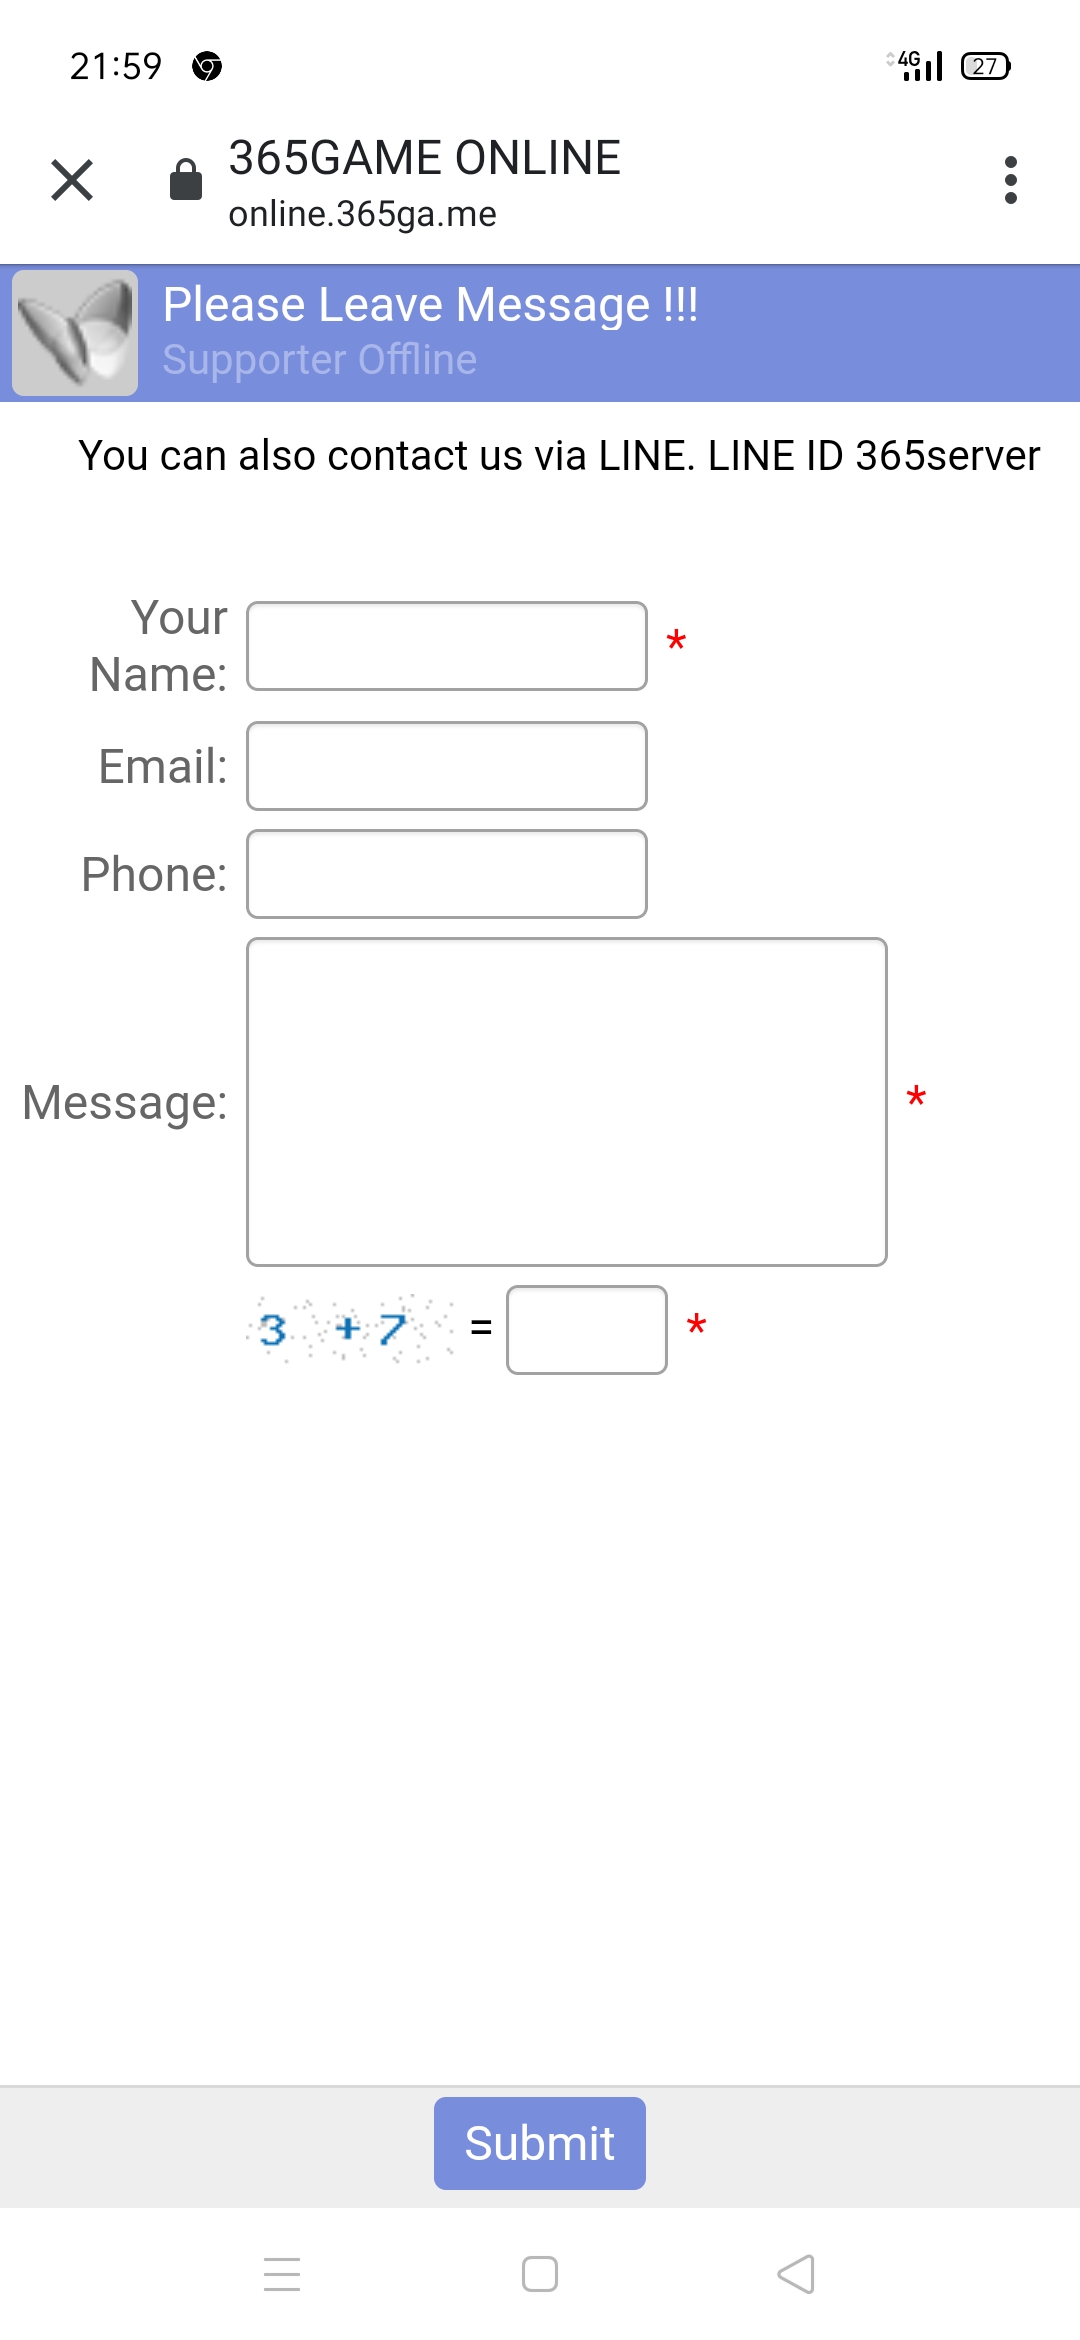 21:59 4G 27
365GAME ONLINE
online.365ga.me
Please Leave Message !!!
Supporter Offline
You can also contact us via LINE. LINE ID 365server
Your
Name: *
Email:
Phone:
Message: *
3 + 7 = *
Submit